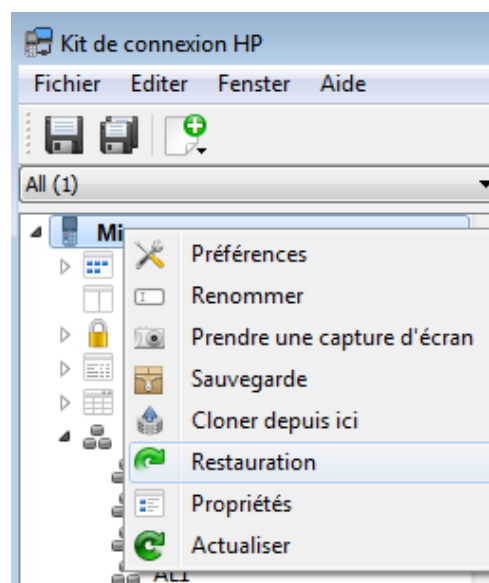 Kit de connexion HP
Fichier Editer Fenster Aide
All (1)
Mi
Préférences
Renommer
Prendre une capture d'écran
Sauvegarde
Cloner depuis ici
Restauration
Propriétés
Actualiser